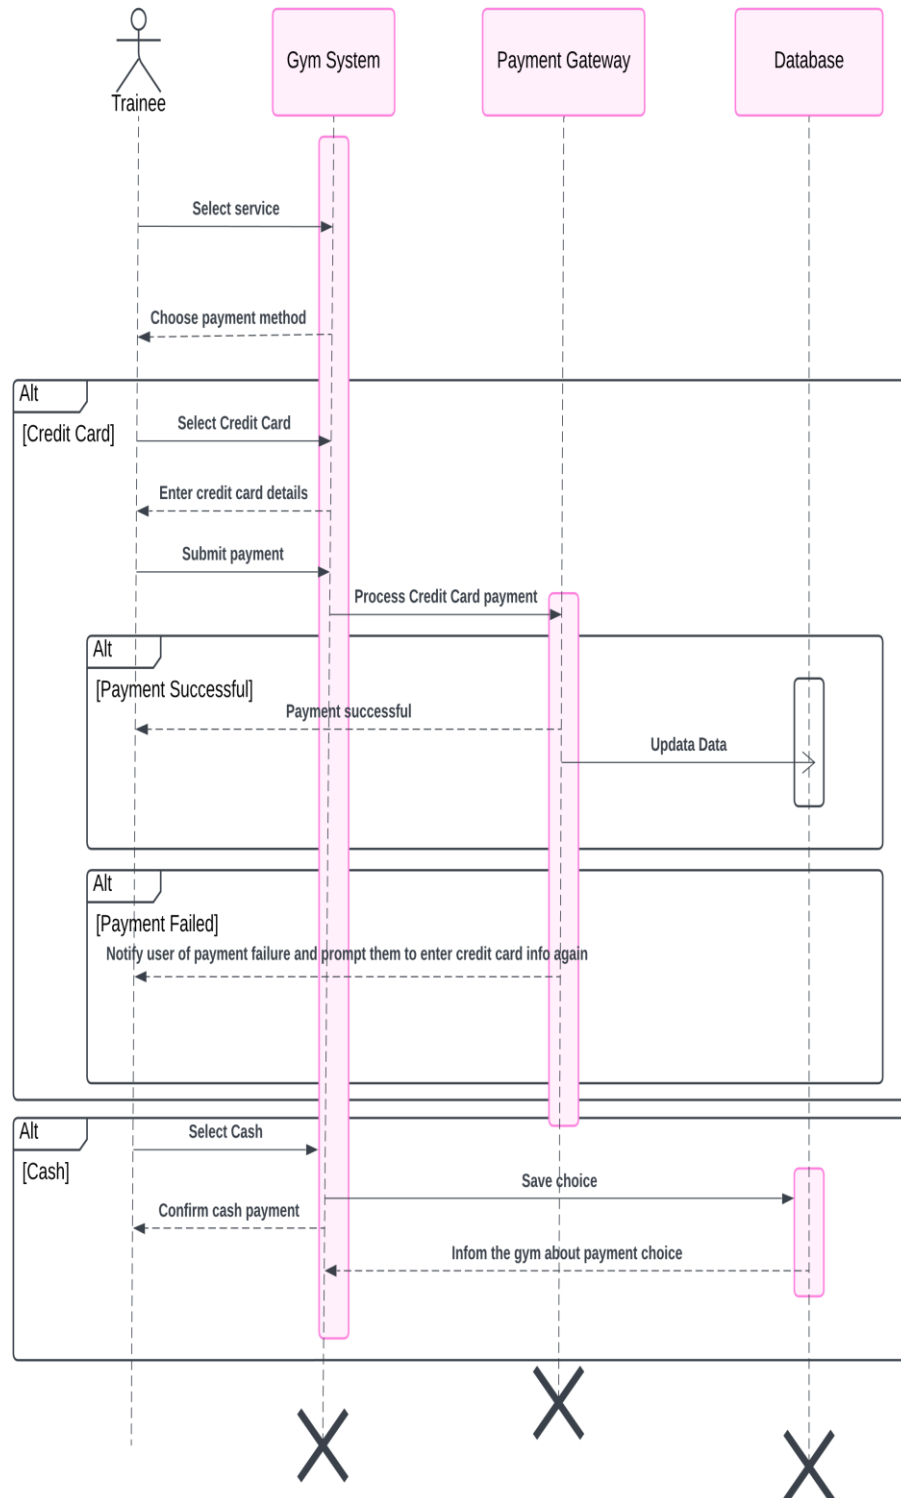 Trainee
Gym System
Payment Gateway
Database
Select service
Choose payment method
Alt
[Credit Card]
Select Credit Card
Enter credit card details
Submit payment
Process Credit Card payment
Alt
[Payment Successful]
Payment successful
Updata Data
Alt
[Payment Failed]
Notify user of payment failure and prompt them to enter credit card info again
Alt
Select Cash
[Cash]
Save choice
Confirm cash payment
Infom the gym about payment choice